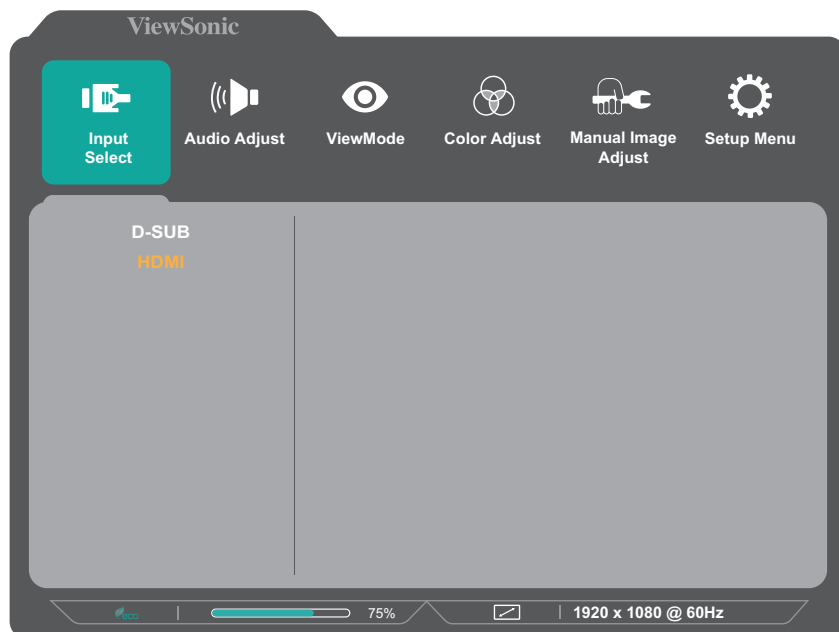 ViewSonic
Input
Select
Audio Adjust
ViewMode
Color Adjust
Manual Image
Adjust
Setup Menu
D-SUB
HDMI
eco
75%
1920 x 1080 @ 60Hz